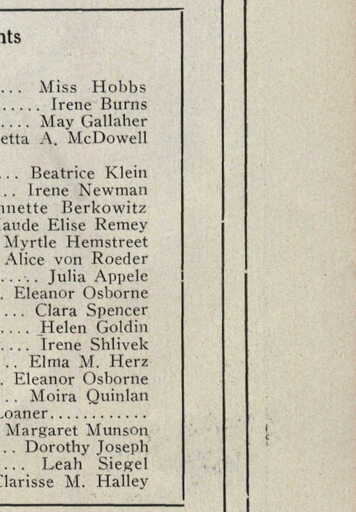 nts
... Miss Hobbs
..... Irene Burns
.... May Gallaher
etta A. McDowell
... Beatrice Klein
.. Irene Newman
nnette Berkowitz
aude Elise Remey
Myrtle Hemstreet
Alice von Roeder
..... Julia Appele
. Eleanor Osborne
... Clara Spencer
.... Helen Goldin
.... Irene Shlivek
.. Elma M. Herz
. Eleanor Osborne
.. Moira Quinlan
Loaner............
Margaret Munson
.. Dorothy Joseph
.... Leah Siegel
Clarisse M. Halley